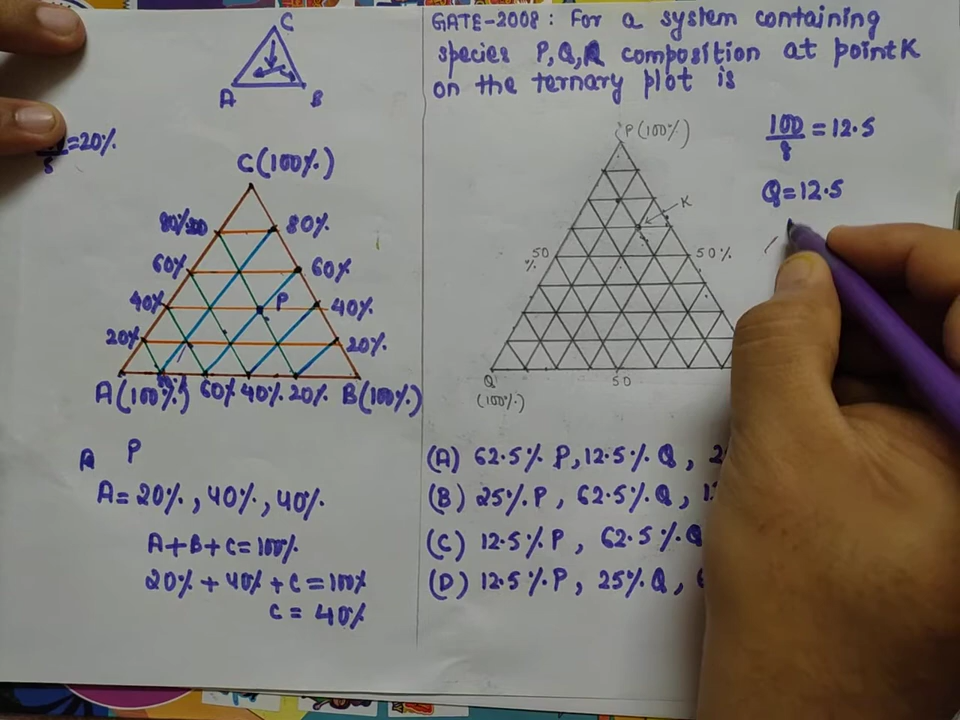 C
A
B
=20%
5
C(100%)
80%
60%
60%
40%
P
40%
20%
20%
A(100%)
60%
40%
20%
B(100%)
P
A=20%, 40%, 40%
A+B+C=100%
20% + 40% + C = 100%
C = 40%
GATE-2008: For a system containing
species P,Q,R composition at point K
on the ternary plot is
P(100%)
K
50
%
50%
Q
(100%)
50
100/8 = 12.5
Q=12.5
(A) 62.5% P, 12.5% Q,
(B) 25% P, 62.5% Q,
(C) 12.5% P, 62.5% Q
(D) 12.5% P, 25% Q,